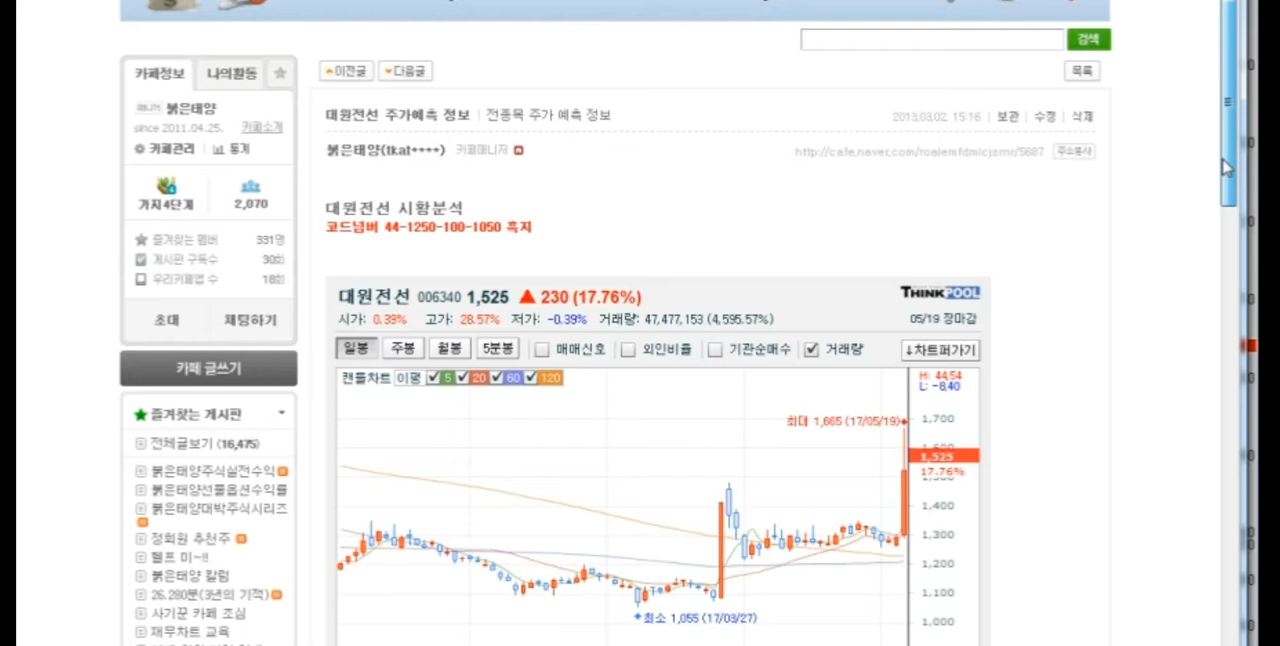 검색
카페정보 나의활동
이전글 다음글 목록
매니저 붉은태양
since 2011.04.25. 카페소개
카페관리 통계
가지4단계 2,070
즐겨찾는 멤버 331명
게시판 구독수 30회
우리카페앱 수 18회
초대 채팅하기
카페 글쓰기
즐겨찾는 게시판
전체글보기 (16,475)
붉은태양주식실전수익
붉은태양선물옵션수익률
붉은태양대박주식시리즈
정회원 추천주
헬프 미~!!
붉은태양 칼럼
26.280분(3년의 기적)
사기꾼 카페 조심
재무차트 교육
대원전선 주가예측 정보 | 전종목 주가 예측 정보
2013.03.02. 15:16 | 보관 | 수정 | 삭제
붉은태양(tkat****) 카페매니저
http://cafe.naver.com/roalemfdmlcjsrnr/5687 주소복사
대원전선 시황분석
코드넘버 44-1250-100-1050 흑지
대원전선 006340 1,525 ▲ 230 (17.76%)
THINKPOOL
시가: 0.39% 고가: 28.57% 저가: -0.39% 거래량: 47,477,153 (4,595.57%)
05/19 장마감
일봉 주봉 월봉 5분봉 매매신호 외인비율 기관순매수 거래량 ↓차트퍼가기
캔들차트 이평 5 20 60 120
H: 44.54
L: -8.40
최대 1,665 (17/05/19)
1,700
1,525
17.76%
1,400
1,300
1,200
1,100
1,000
최소 1,055 (17/03/27)